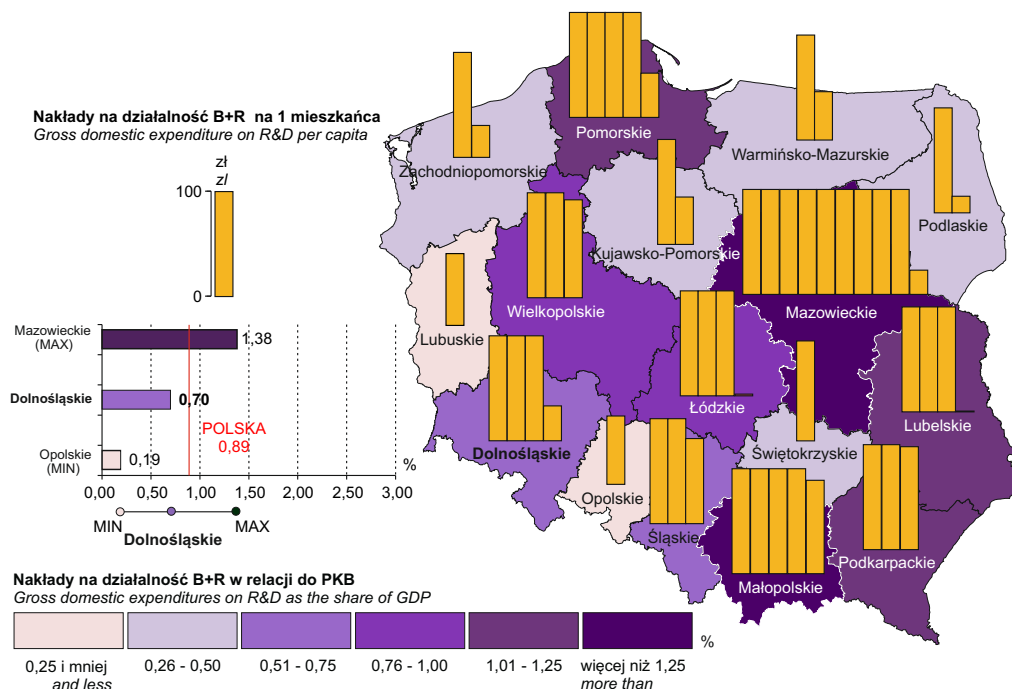 Nakłady na działalność B+R na 1 mieszkańca
Gross domestic expenditure on R&D per capita
zł
zl
100
0
Mazowieckie
(MAX)
1,38
Dolnośląskie
0,70
POLSKA
0,89
Opolskie
(MIN)
0,19
%
0,00 0,50 1,00 1,50 2,00 2,50 3,00
MIN MAX
Dolnośląskie
Pomorskie
Warmińsko-Mazurskie
Zachodniopomorskie
Podlaskie
Kujawsko-Pomorskie
Wielkopolskie
Mazowieckie
Lubuskie
Łódzkie
Lubelskie
Dolnośląskie
Świętokrzyskie
Opolskie
Śląskie
Podkarpackie
Małopolskie
Nakłady na działalność B+R w relacji do PKB
Gross domestic expenditures on R&D as the share of GDP
%
0,25 i mniej 0,26 - 0,50 0,51 - 0,75 0,76 - 1,00 1,01 - 1,25 więcej niż 1,25
and less more than